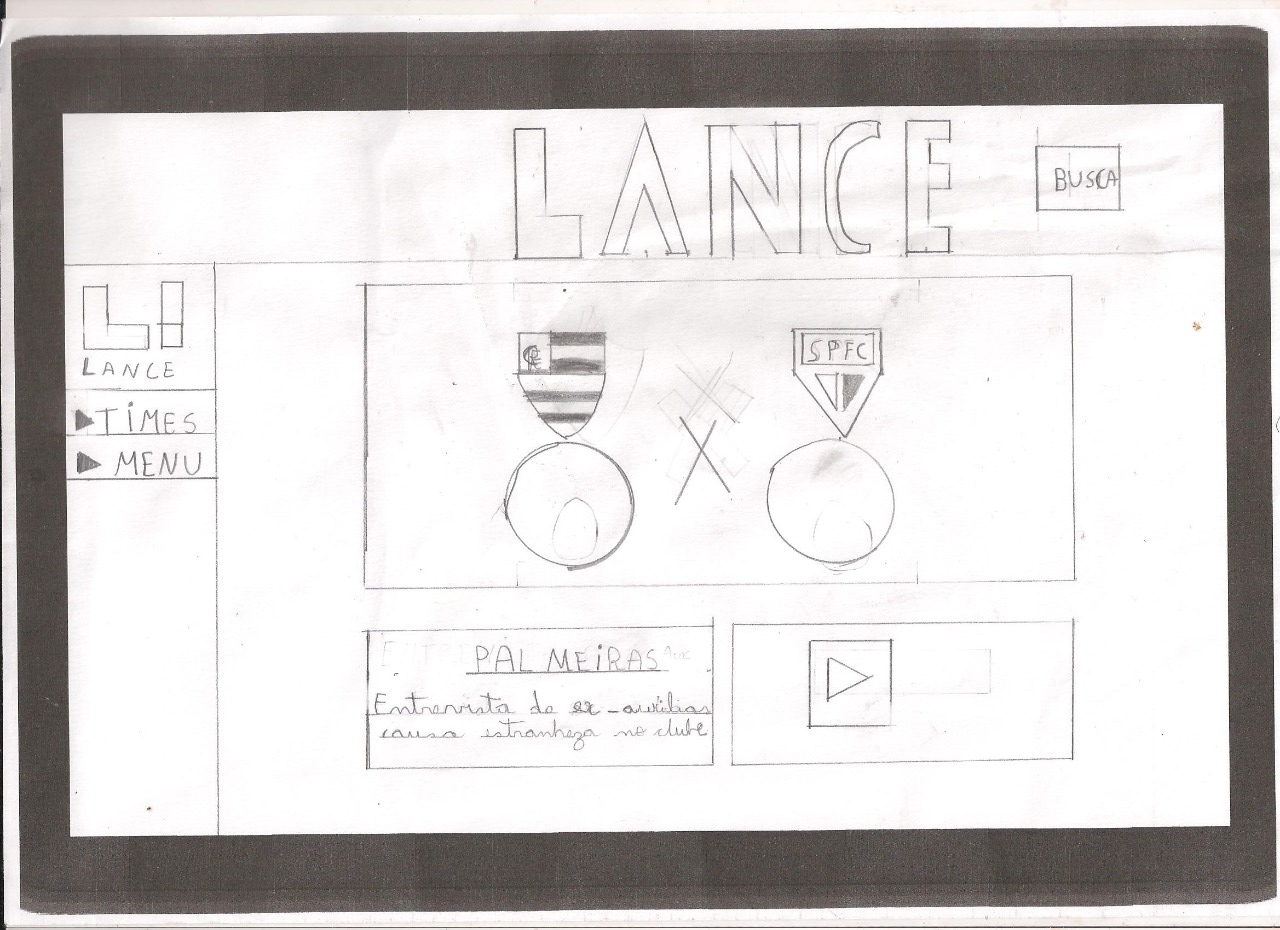 LANCE
BUSCA
L!
LANCE
TIMES
MENU
CRF
SPFC
X
PALMEIRAS
Entrevista de ex-auxiliar
causa estranheza no clube